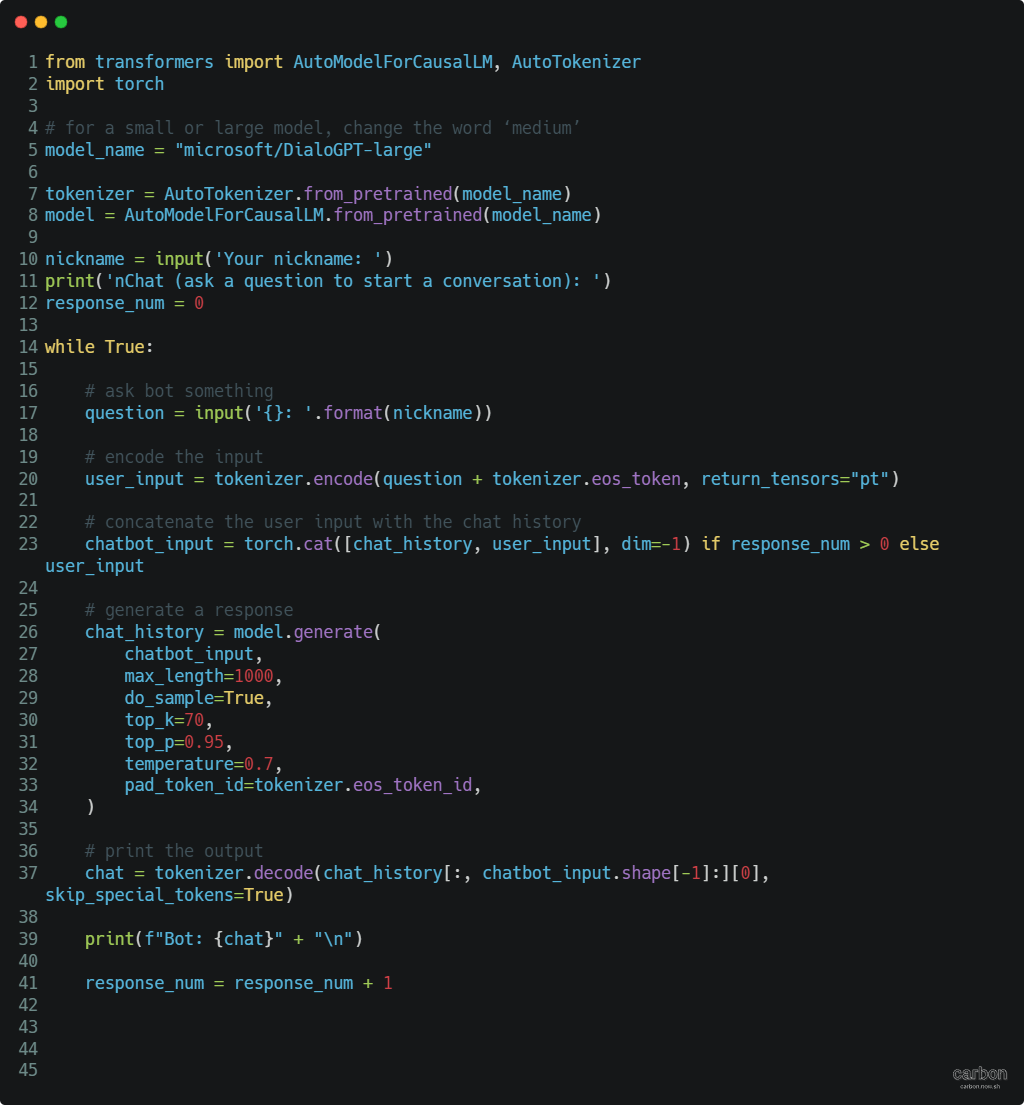 1 from transformers import AutoModelForCausalLM, AutoTokenizer
2 import torch
3
4 # for a small or large model, change the word ‘medium’
5 model_name = "microsoft/DialoGPT-large"
6
7 tokenizer = AutoTokenizer.from_pretrained(model_name)
8 model = AutoModelForCausalLM.from_pretrained(model_name)
9
10 nickname = input('Your nickname: ')
11 print('nChat (ask a question to start a conversation): ')
12 response_num = 0
13
14 while True:
15
16     # ask bot something
17     question = input('{}: '.format(nickname))
18
19     # encode the input
20     user_input = tokenizer.encode(question + tokenizer.eos_token, return_tensors="pt")
21
22     # concatenate the user input with the chat history
23     chatbot_input = torch.cat([chat_history, user_input], dim=-1) if response_num > 0 else
user_input
24
25     # generate a response
26     chat_history = model.generate(
27         chatbot_input,
28         max_length=1000,
29         do_sample=True,
30         top_k=70,
31         top_p=0.95,
32         temperature=0.7,
33         pad_token_id=tokenizer.eos_token_id,
34     )
35
36     # print the output
37     chat = tokenizer.decode(chat_history[:, chatbot_input.shape[-1]:][0],
skip_special_tokens=True)
38
39     print(f"Bot: {chat}" + "\n")
40
41     response_num = response_num + 1
42
43
44
45
carbon
carbon.now.sh